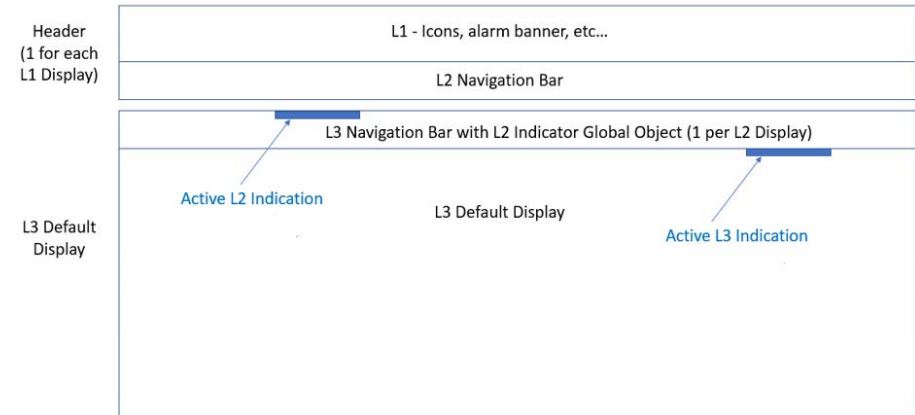 Header
(1 for each
L1 Display)
L1 - Icons, alarm banner, etc...
L2 Navigation Bar
L3 Navigation Bar with L2 Indicator Global Object (1 per L2 Display)
Active L2 Indication
L3 Default Display
Active L3 Indication
L3 Default
Display